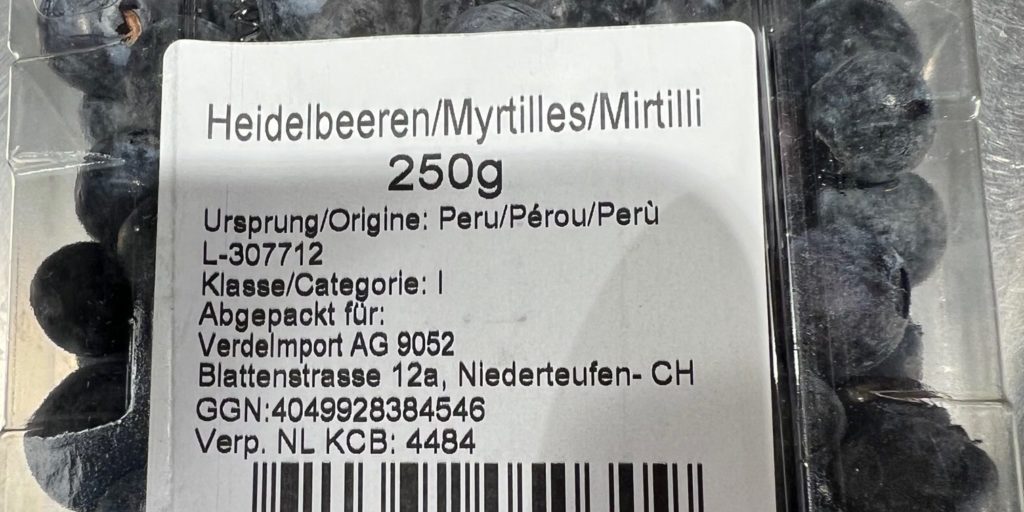 Heidelbeeren/Myrtilles/Mirtilli
250g
Ursprung/Origine: Peru/Pérou/Perù
L-307712
Klasse/Categorie: I
Abgepackt für:
VerdeImport AG 9052
Blattenstrasse 12a, Niederteufen- CH
GGN:4049928384546
Verp. NL KCB: 4484